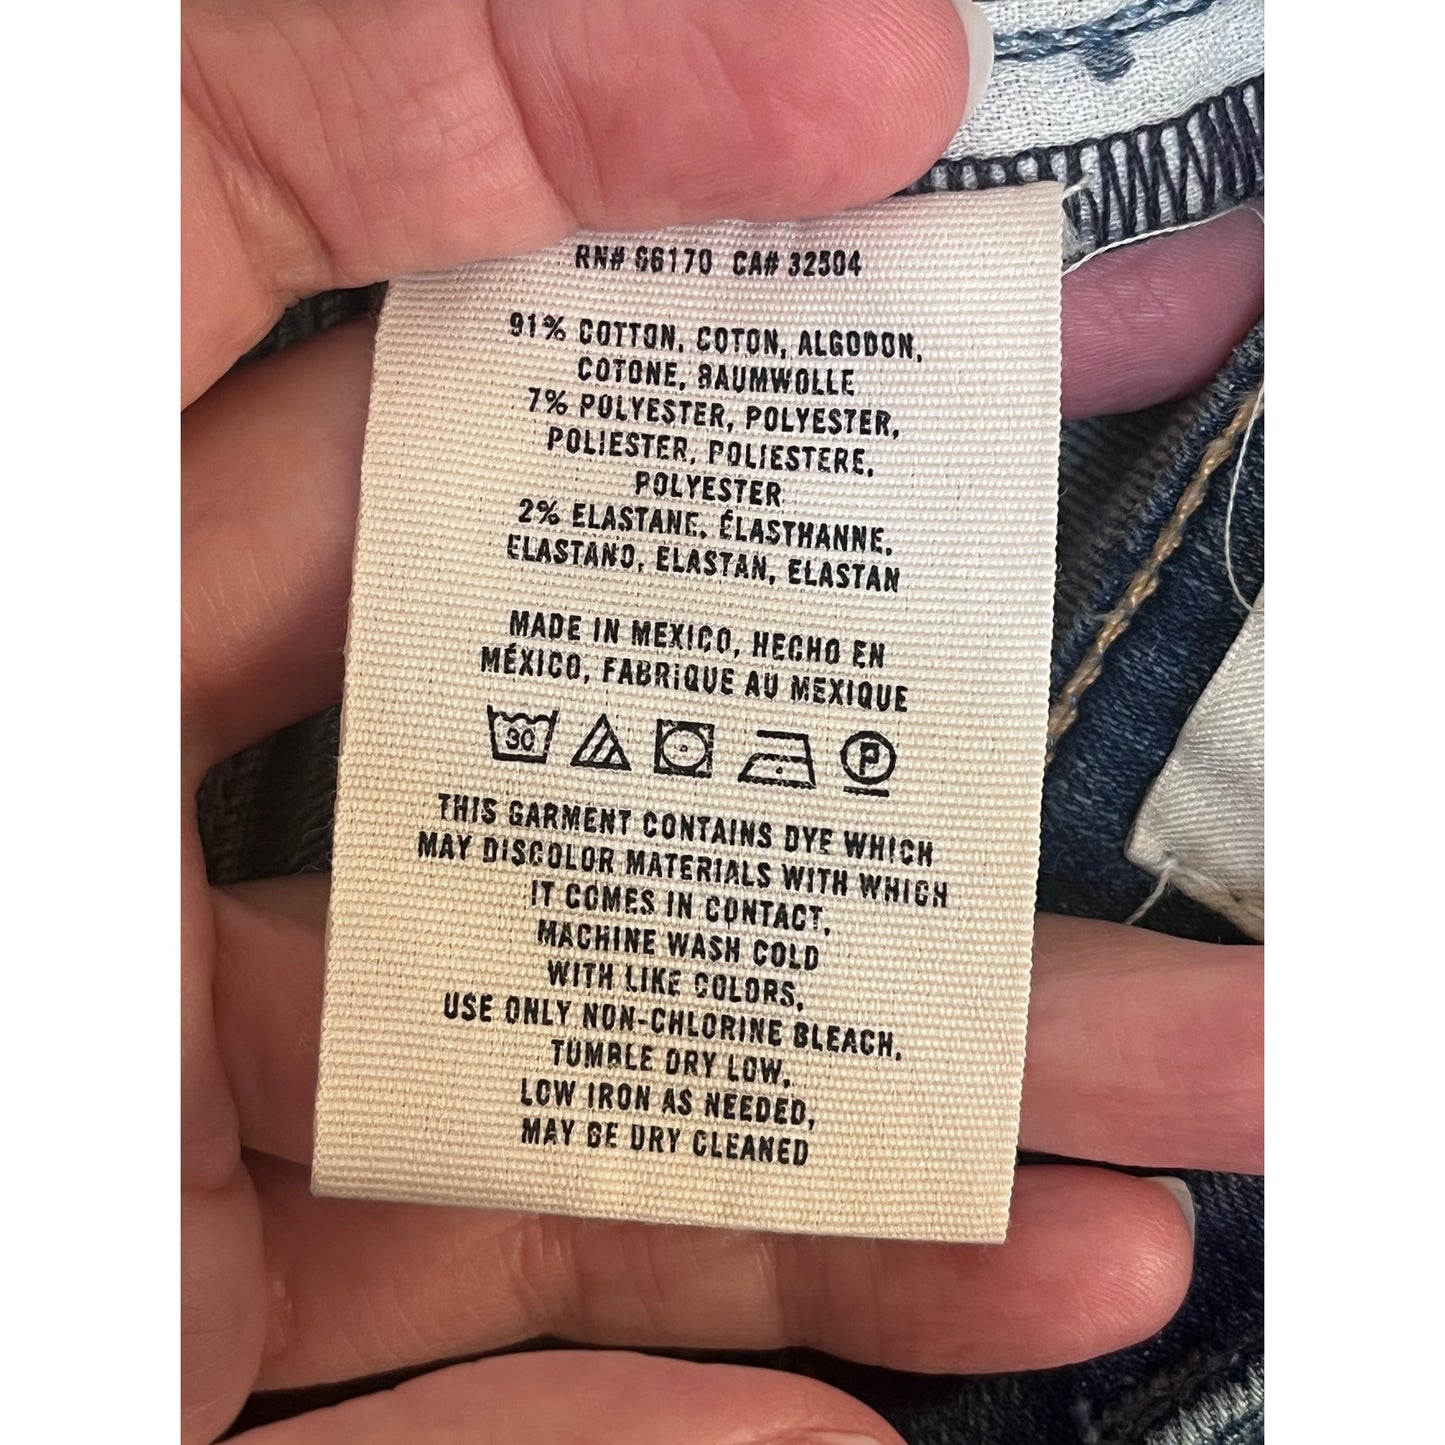 RN# 66170 CA# 32504
91% COTTON, COTON, ALGODON,
COTONE, BAUMWOLLE
7% POLYESTER, POLYESTER,
POLIESTER, POLIESTERE,
POLYESTER
2% ELASTANE, ÉLASTHANNE,
ELASTANO, ELASTAN, ELASTAN
MADE IN MEXICO, HECHO EN
MÉXICO, FABRIQUE AU MEXIQUE
30 P
THIS GARMENT CONTAINS DYE WHICH
MAY DISCOLOR MATERIALS WITH WHICH
IT COMES IN CONTACT,
MACHINE WASH COLD
WITH LIKE COLORS,
USE ONLY NON-CHLORINE BLEACH,
TUMBLE DRY LOW,
LOW IRON AS NEEDED,
MAY BE DRY CLEANED